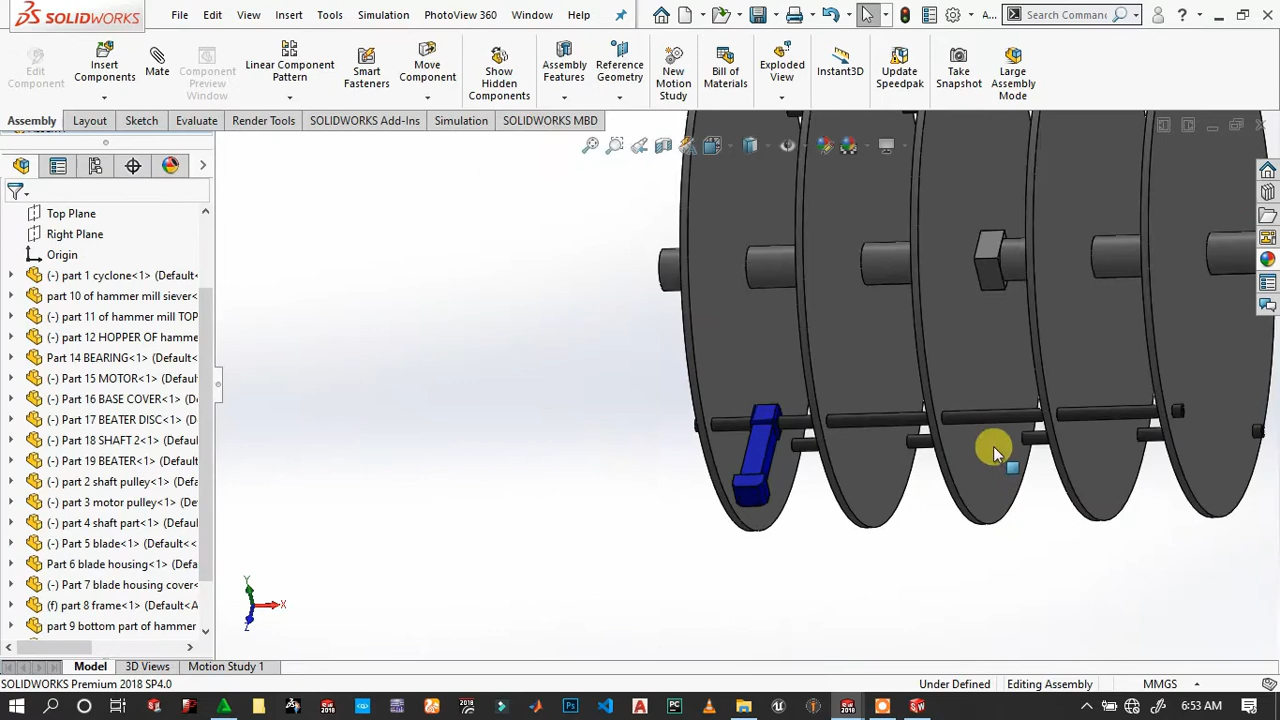 SOLIDWORKS File Edit View Insert Tools Simulation PhotoView 360 Window Help A... Search Comman
Edit Component
Insert Components
Mate
Component Preview Window
Linear Component Pattern
Smart Fasteners
Move Component
Show Hidden Components
Assembly Features
Reference Geometry
New Motion Study
Bill of Materials
Exploded View
Instant3D
Update Speedpak
Take Snapshot
Large Assembly Mode
Assembly Layout Sketch Evaluate Render Tools SOLIDWORKS Add-Ins Simulation SOLIDWORKS MBD
Top Plane
Right Plane
Origin
(-) part 1 cyclone<1> (Default<
part 10 of hammer mill siever<
(-) part 11 of hammer mill TOP
(-) part 12 HOPPER OF hamme
Part 14 BEARING<1> (Default<
(-) Part 15 MOTOR<1> (Default
(-) Part 16 BASE COVER<1> (De
(-) Part 17 BEATER DISC<1> (D
(-) Part 18 SHAFT 2<1> (Defaul
(-) Part 19 BEATER<1> (Default
(-) part 2 shaft pulley<1> (Defa
(-) part 3 motor pulley<1> (De
(-) part 4 shaft part<1> (Defaul
(-) Part 5 blade<1> (Default<<
Part 6 blade housing<1> (Defa
(-) Part 7 blade housing cover<
(f) part 8 frame<1> (Default<A
part 9 bottom part of hammer
Y
X
Z
Model 3D Views Motion Study 1
SOLIDWORKS Premium 2018 SP4.0 Under Defined Editing Assembly MMGS
6:53 AM